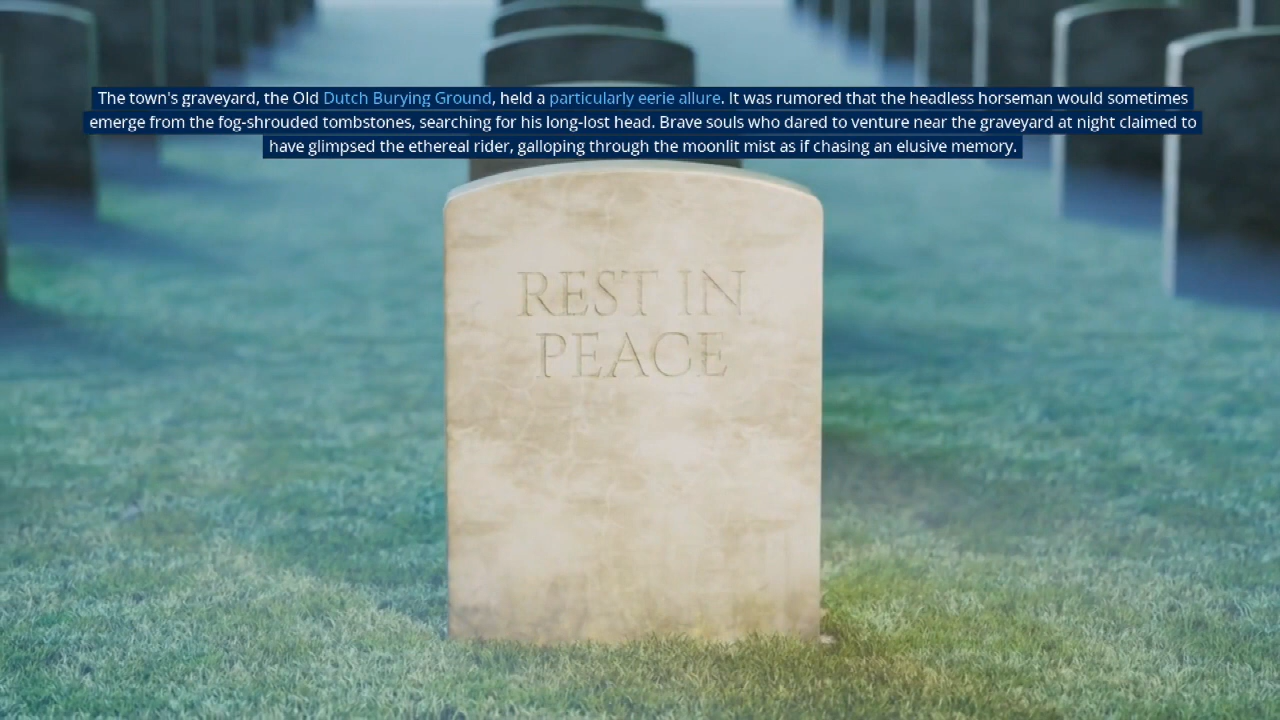 The town's graveyard, the Old Dutch Burying Ground, held a particularly eerie allure. It was rumored that the headless horseman would sometimes
emerge from the fog-shrouded tombstones, searching for his long-lost head. Brave souls who dared to venture near the graveyard at night claimed to
have glimpsed the ethereal rider, galloping through the moonlit mist as if chasing an elusive memory.
REST IN
PEACE